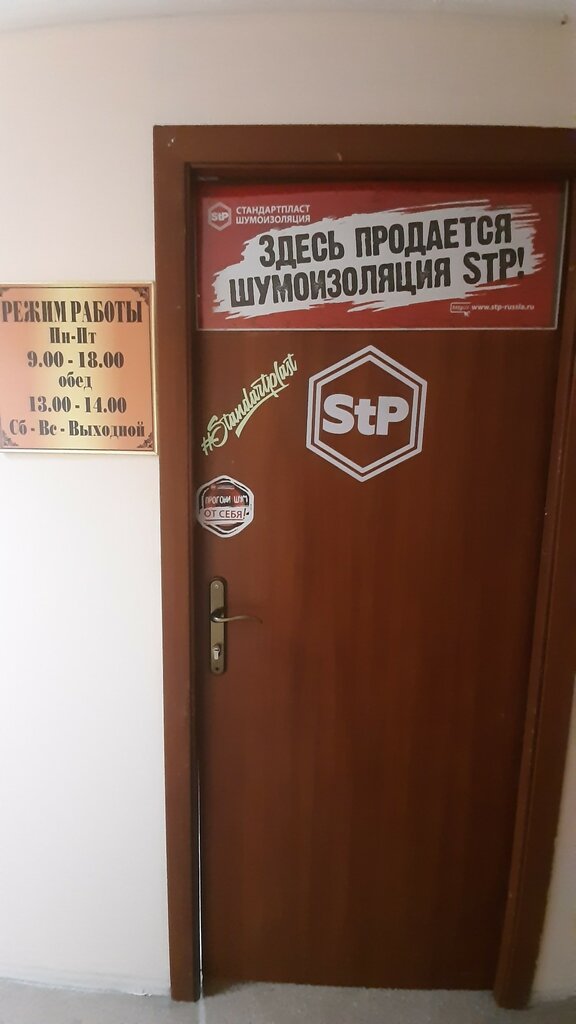 StP
СТАНДАРТПЛАСТ
ШУМОИЗОЛЯЦИЯ
ЗДЕСЬ ПРОДАЕТСЯ
ШУМОИЗОЛЯЦИЯ StP!
http:// www.stp-russia.ru
РЕЖИМ РАБОТЫ
Пн-Пт
9.00 - 18.00
обед
13.00 - 14.00
Сб - Вс - Выходной
#Standartplast
StP
ПРОГОНИ ШУМ
ОТ СЕБЯ!